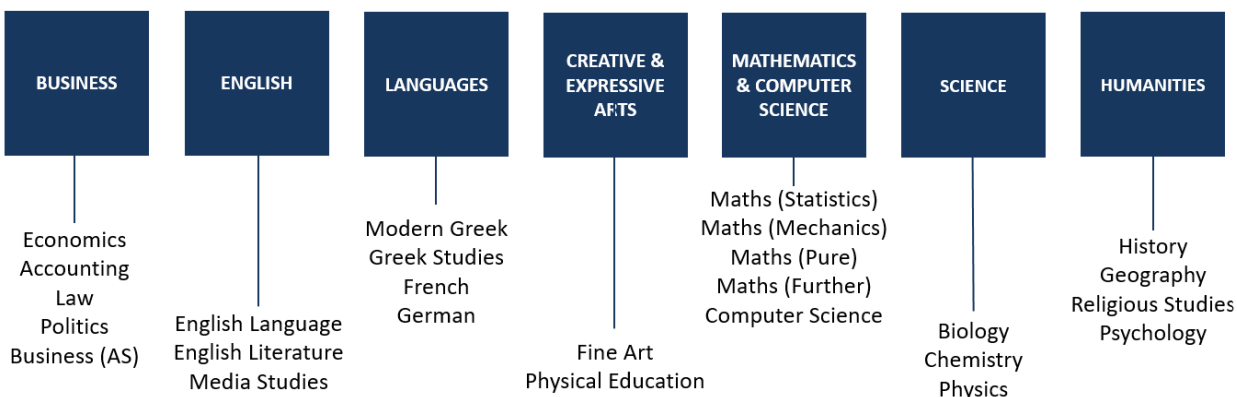 BUSINESS
Economics
Accounting
Law
Politics
Business (AS)
ENGLISH
English Language
English Literature
Media Studies
LANGUAGES
Modern Greek
Greek Studies
French
German
CREATIVE &
EXPRESSIVE
ARTS
Fine Art
Physical Education
MATHEMATICS
& COMPUTER
SCIENCE
Maths (Statistics)
Maths (Mechanics)
Maths (Pure)
Maths (Further)
Computer Science
SCIENCE
Biology
Chemistry
Physics
HUMANITIES
History
Geography
Religious Studies
Psychology